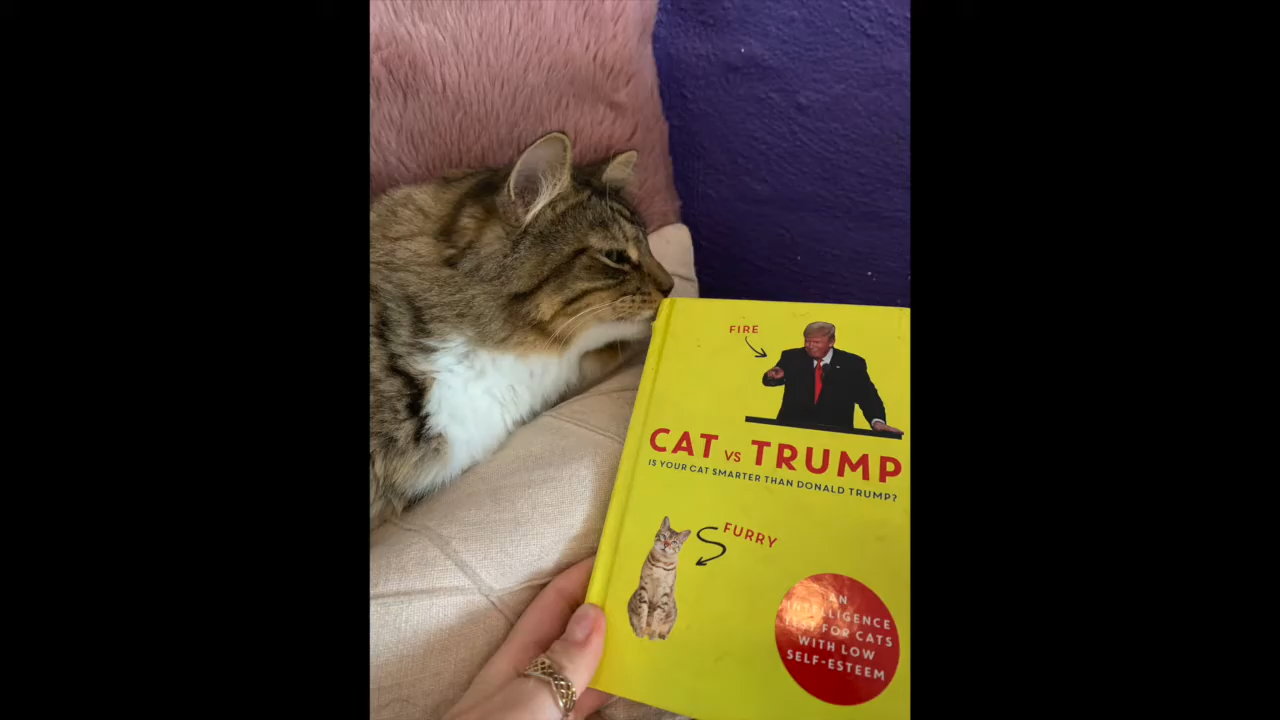 FIRE
CAT VS TRUMP
IS YOUR CAT SMARTER THAN DONALD TRUMP?
FURRY
AN
INTELLIGENCE
TEST FOR CATS
WITH LOW
SELF-ESTEEM